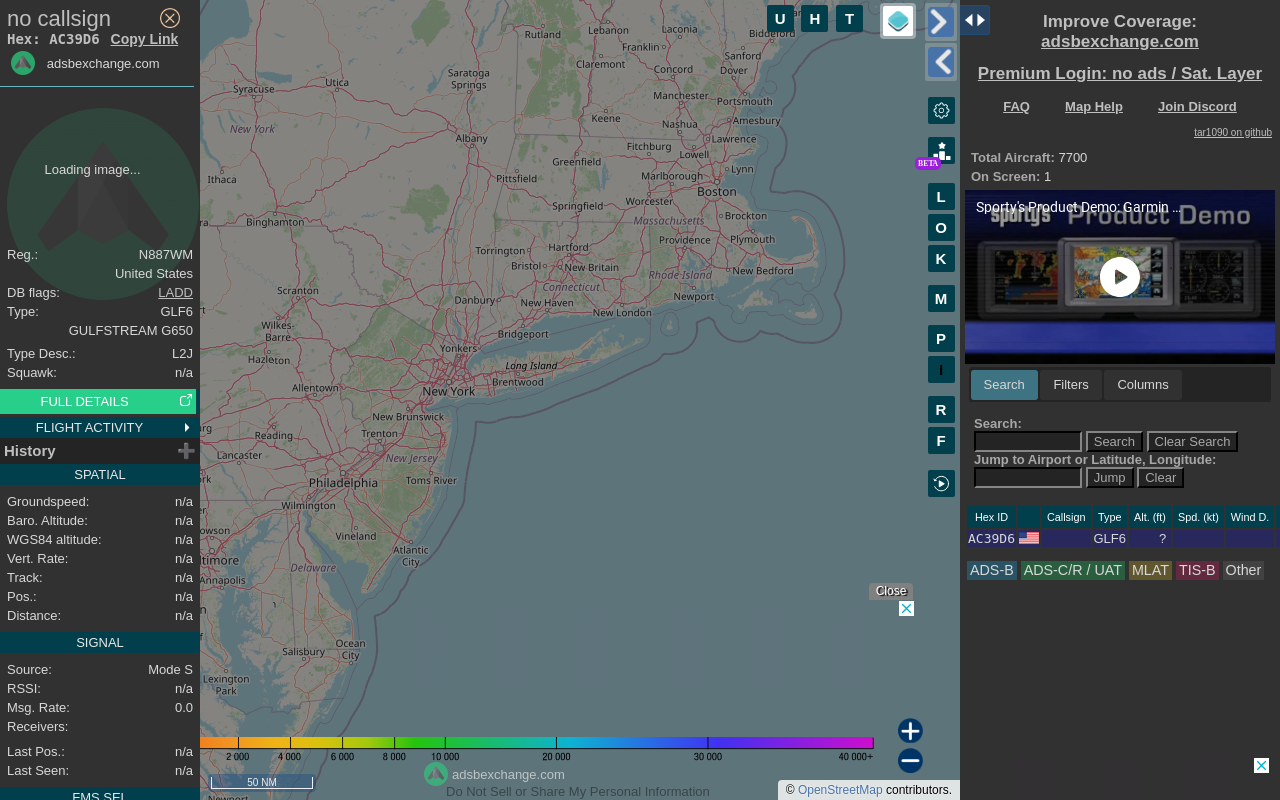 no callsign
Hex: AC39D6 Copy Link
adsbexchange.com
Loading image...
Reg.: N887WM
United States
DB flags: LADD
Type: GLF6
GULFSTREAM G650
Type Desc.: L2J
Squawk: n/a
FULL DETAILS
FLIGHT ACTIVITY
History
SPATIAL
Groundspeed: n/a
Baro. Altitude: n/a
WGS84 altitude: n/a
Vert. Rate: n/a
Track: n/a
Pos.: n/a
Distance: n/a
SIGNAL
Source: Mode S
RSSI: n/a
Msg. Rate: 0.0
Receivers:
Last Pos.: n/a
Last Seen: n/a
FMS SEL
U H T
Rutland
Lebanon
Laconia
Biddeford
Franklin
Claremont
Sanford
Concord
Dover
Saratoga
Springs
Utica
Syracuse
Manchester
Portsmouth
Keene
Amesbury
Nashua
New York
Albany
Lawrence
Fitchburg
Lowell
Greenfield
Lynn
Ithaca
Pittsfield
Marlborough
Boston
Worcester
Springfield
Binghamton
Massachusetts
Brockton
Providence
Plymouth
Torrington
Hartford
Bristol
New Britain
New Bedford
Rhode Island
Connecticut
Scranton
Newport
Danbury
New Haven
New London
Wilkes-
Barre
Bridgeport
Yonkers
Hazleton
Long Island
Brentwood
Allentown
New York
New Brunswick
Reading
Trenton
Lancaster
New Jersey
Philadelphia
Toms River
Wilmington
Vineland
Atlantic
City
Delaware
Annapolis
Ocean
City
Salisbury
Lexington
Park
BETA
L
O
K
M
P
I
R
F
Close
2 000 4 000 6 000 8 000 10 000 20 000 30 000 40 000+
50 NM
adsbexchange.com
Do Not Sell or Share My Personal Information
© OpenStreetMap contributors.
Improve Coverage:
adsbexchange.com
Premium Login: no ads / Sat. Layer
FAQ Map Help Join Discord
tar1090 on github
Total Aircraft: 7700
On Screen: 1
Sporty's Product Demo: Garmin ...
sporty's Product Demo
Search Filters Columns
Search:
Search Clear Search
Jump to Airport or Latitude, Longitude:
Jump Clear
Hex ID Callsign Type Alt. (ft) Spd. (kt) Wind D.
AC39D6 GLF6 ?
ADS-B ADS-C/R / UAT MLAT TIS-B Other